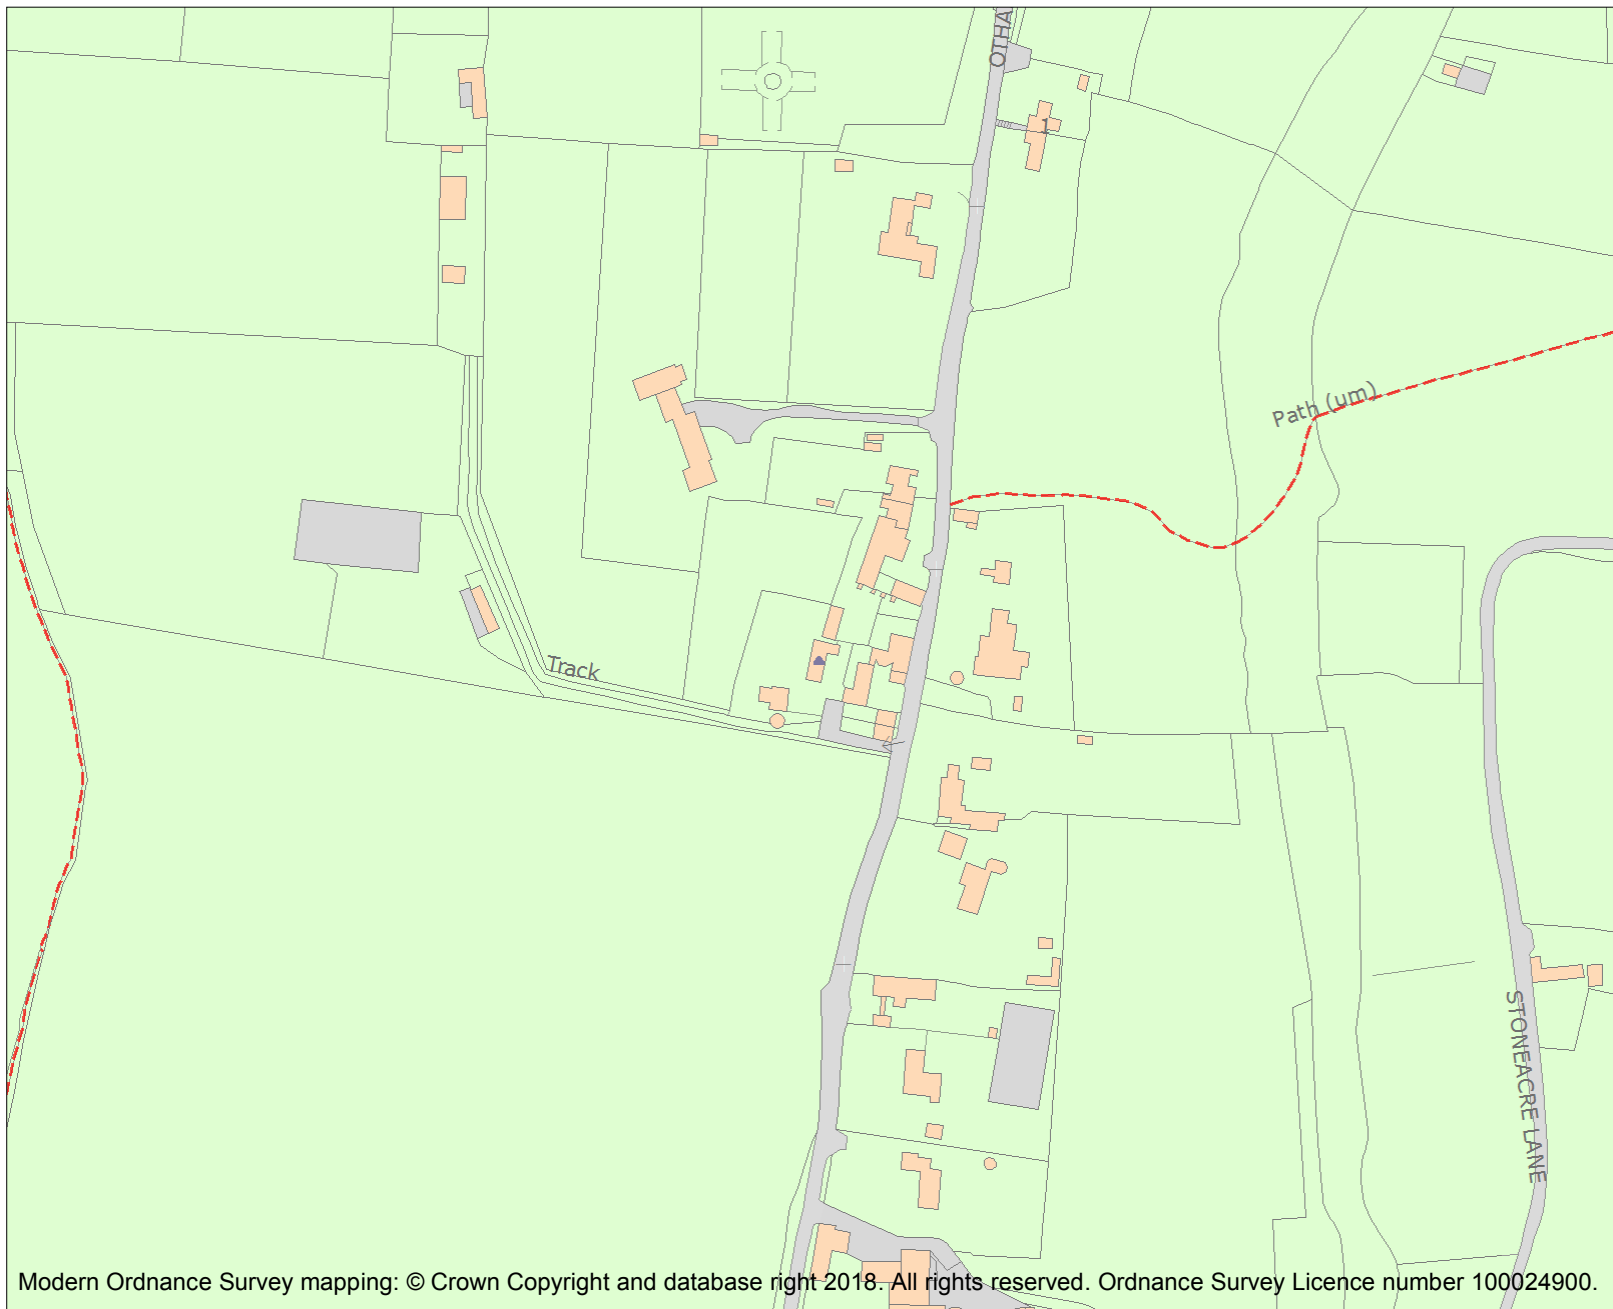 OTHA
1
Path (um)
Track
STONEACRE LANE
Modern Ordnance Survey mapping: © Crown Copyright and database right 2018. All rights reserved. Ordnance Survey Licence number 100024900.